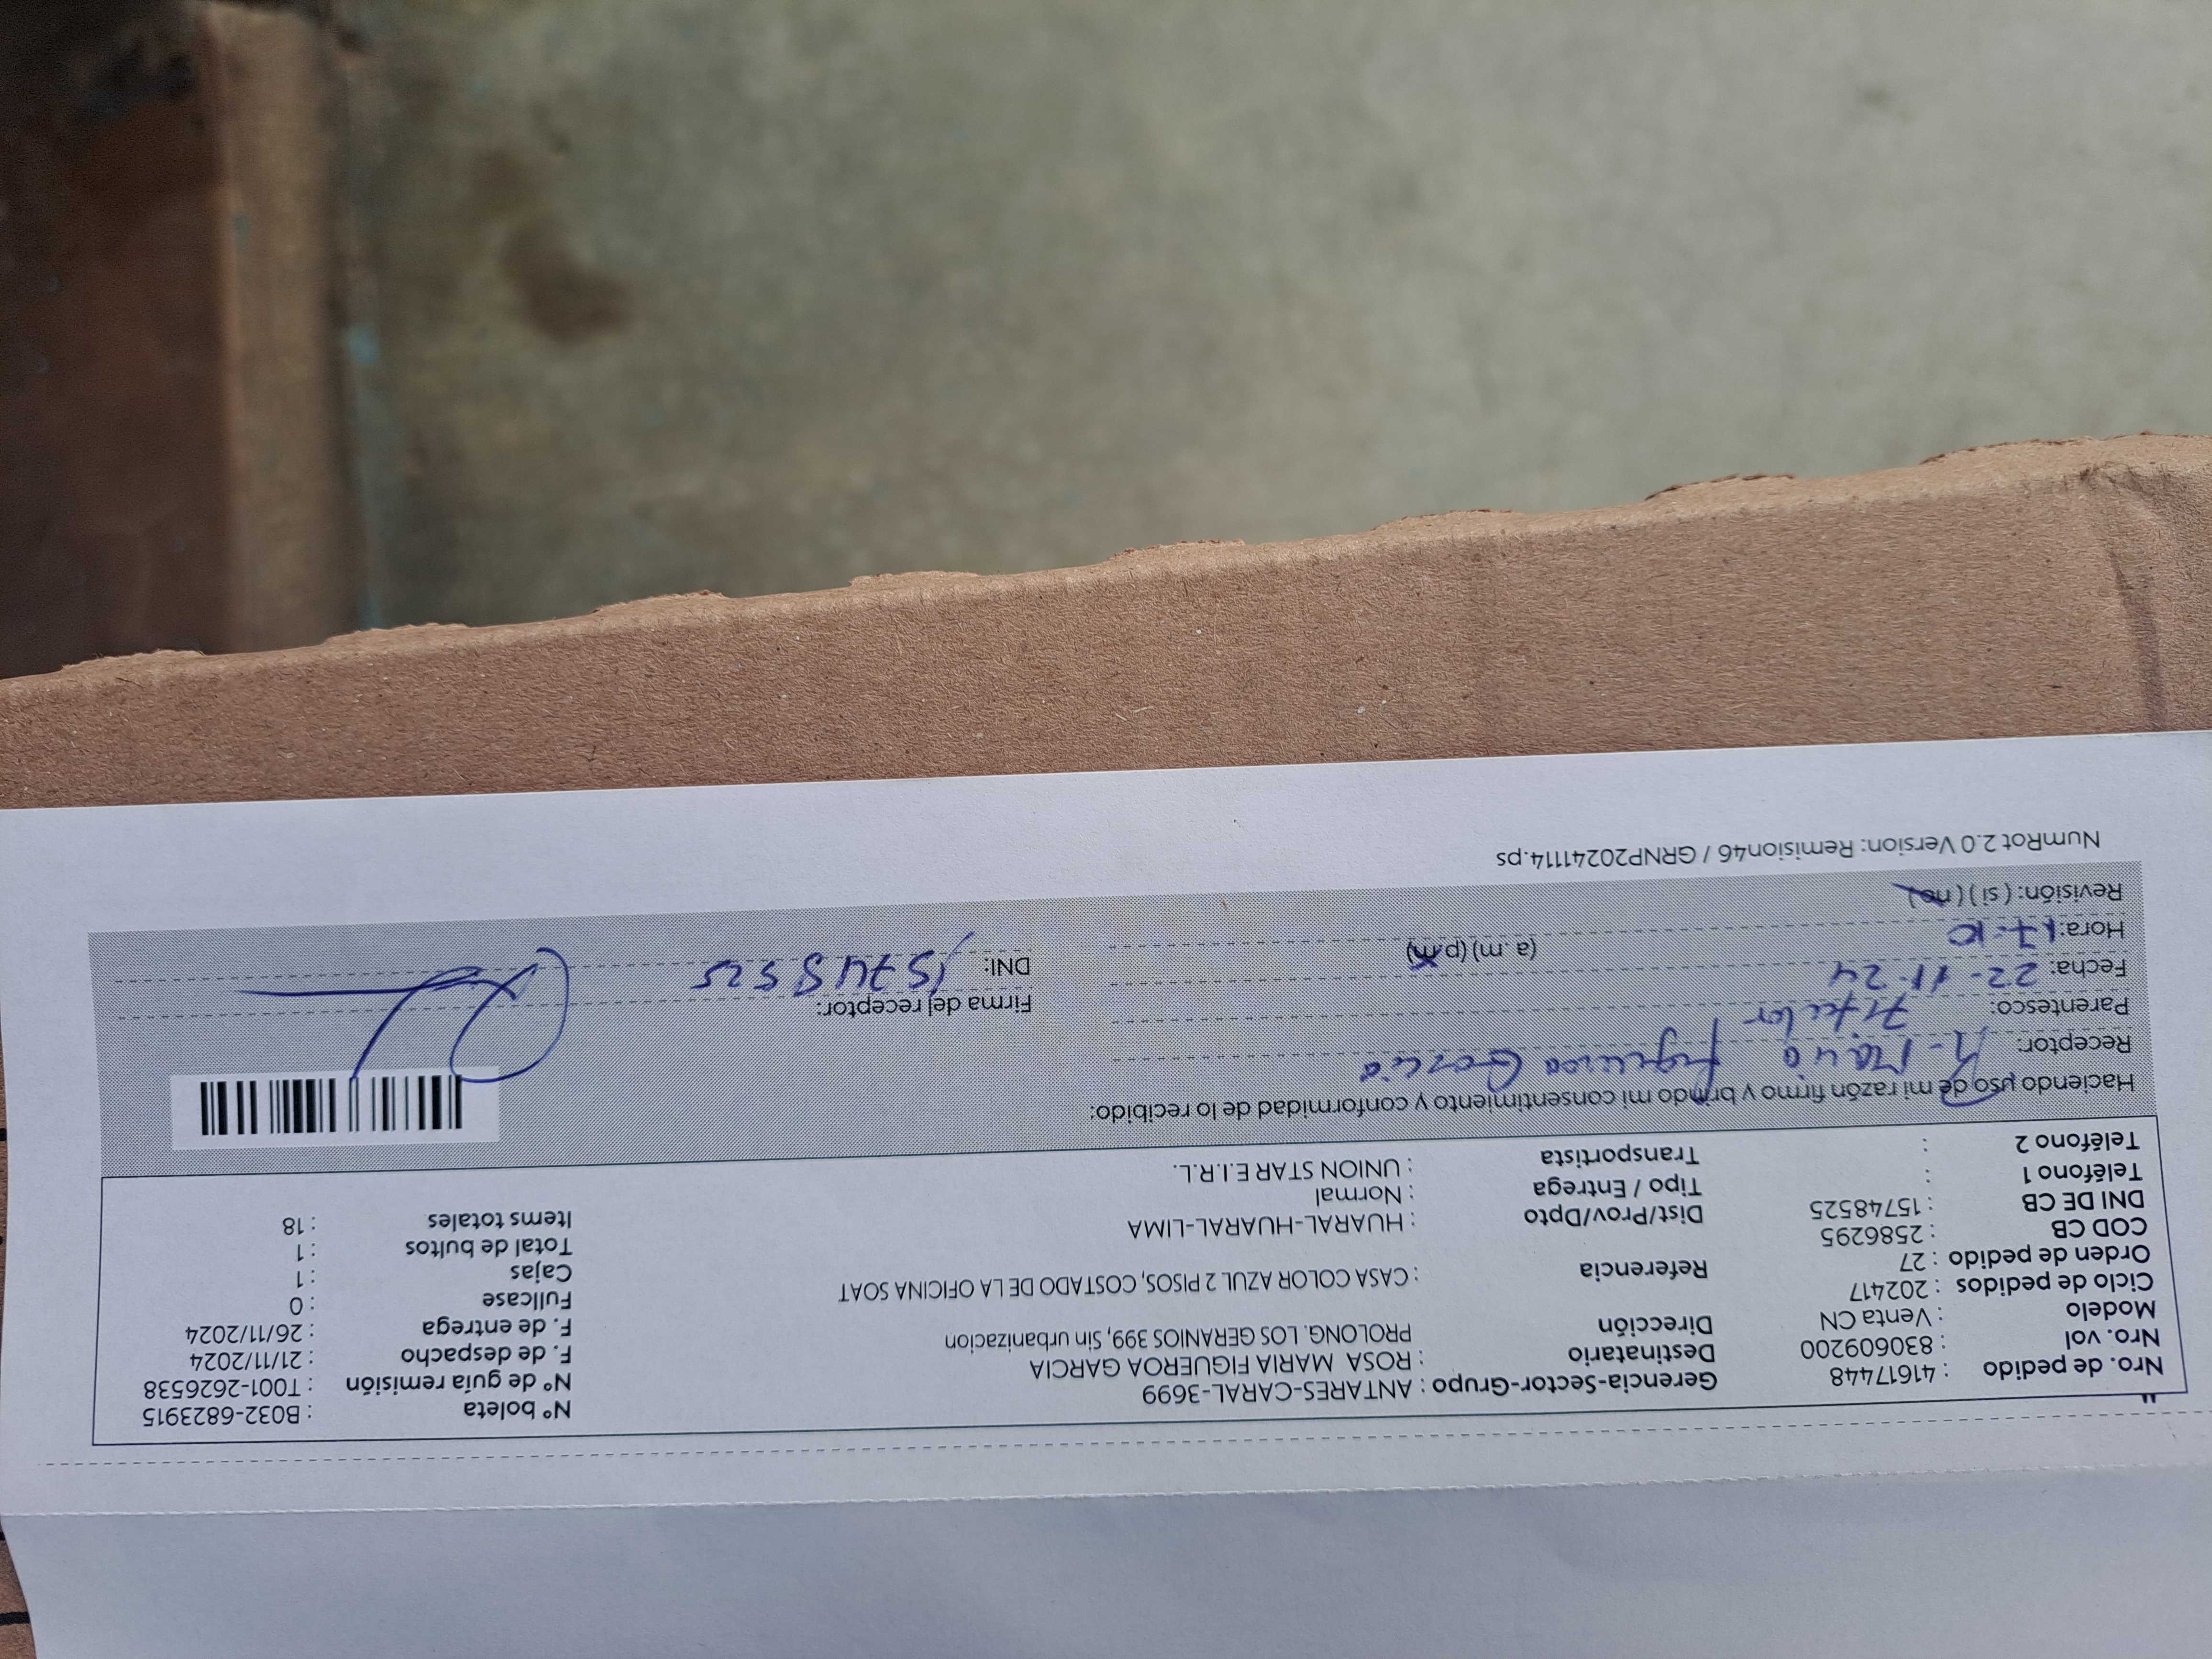 Nro. de pedido : 41617448 Gerencia-Sector-Grupo : ANTARES-CARAL-3699 N° boleta : B032-6823915
Nro. vol : 830609200 Destinatario : ROSA MARIA FIGUEROA GARCIA N° de guía remisión : T001-2626538
Modelo : Venta CN Dirección PROLONG. LOS GERANIOS 399, Sin urbanizacion F. de despacho : 21/11/2024
Ciclo de pedidos : 202417 F. de entrega : 26/11/2024
Orden de pedido : 27 Referencia : CASA COLOR AZUL 2 PISOS, COSTADO DE LA OFICINA SOAT Fullcase : 0
COD CB : 2586295 Cajas : 1
DNI DE CB : 15748525 Dist/Prov/Dpto : HUARAL-HUARAL-LIMA Total de bultos : 1
Teléfono 1 : Tipo / Entrega : Normal Items totales : 18
Teléfono 2 : Transportista : UNION STAR E.I.R.L.
Haciendo uso de mi razón firmo y brindo mi consentimiento y conformidad de lo recibido:
Receptor: R. María Figueroa García
Parentesco: Titular Firma del receptor:
Fecha: 22-11-24 DNI: 15748525
Hora: 17:10 (a.m) (p.m)
Revisión: (si) (no)
NumRot 2.0 Version: Remision46 / GRNP20241114.ps